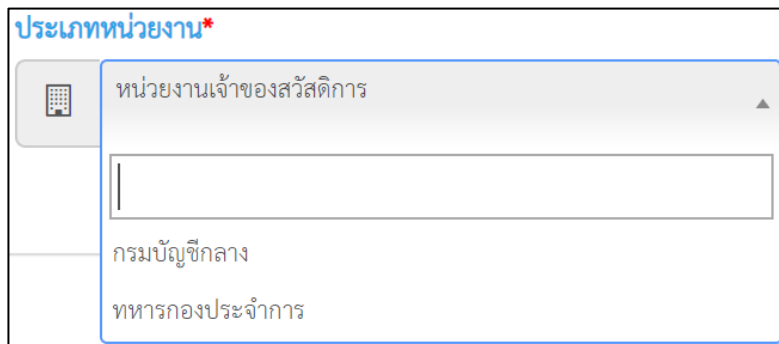 ประเภทหน่วยงาน*
หน่วยงานเจ้าของสวัสดิการ
กรมบัญชีกลาง
ทหารกองประจำการ